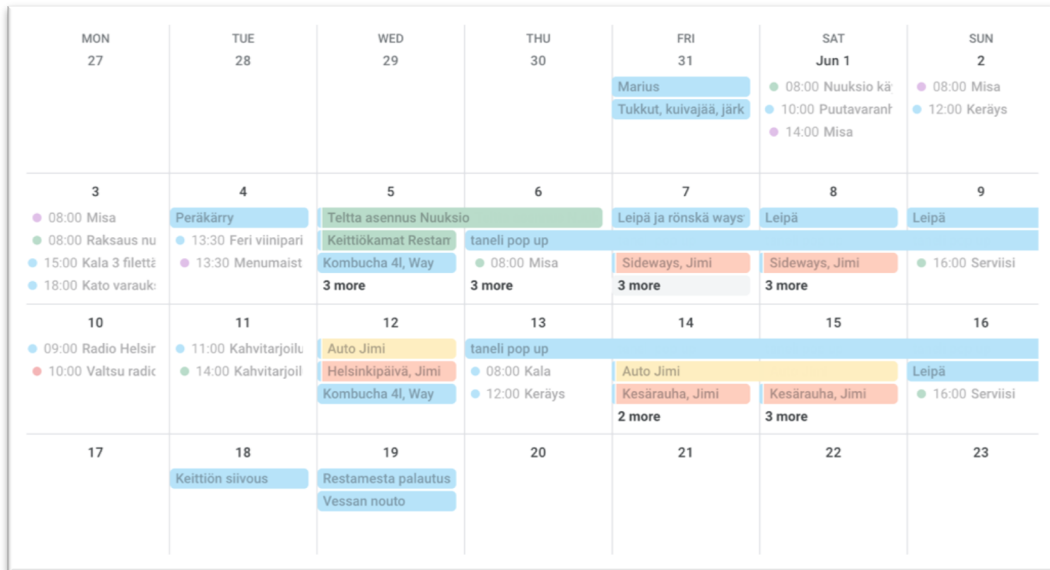 MON TUE WED THU FRI SAT SUN
27 28 29 30 31 Jun 1 2
Marius 08:00 Nuuksio kä 08:00 Misa
Tukkut, kuivajää, järk 10:00 Puutavaranh 12:00 Keräys
14:00 Misa
3 4 5 6 7 8 9
08:00 Misa Peräkärry Teltta asennus Nuuksio Leipä ja rönskä ways Leipä Leipä
08:00 Raksaus nu 13:30 Feri viinipari Keittiökamat Restam taneli pop up
15:00 Kala 3 filettä 13:30 Menumaist Kombucha 4l, Way 08:00 Misa Sideways, Jimi Sideways, Jimi 16:00 Serviisi
18:00 Kato varauk 3 more 3 more 3 more 3 more
10 11 12 13 14 15 16
09:00 Radio Helsin 11:00 Kahvitarjoilu Auto Jimi taneli pop up
10:00 Valtsu radio 14:00 Kahvitarjoil Helsinkipäivä, Jimi 08:00 Kala Auto Jimi Leipä
Kombucha 4l, Way 12:00 Keräys Kesärauha, Jimi Kesärauha, Jimi 16:00 Serviisi
2 more 3 more
17 18 19 20 21 22 23
Keittiön siivous Restamesta palautus
Vessan nouto